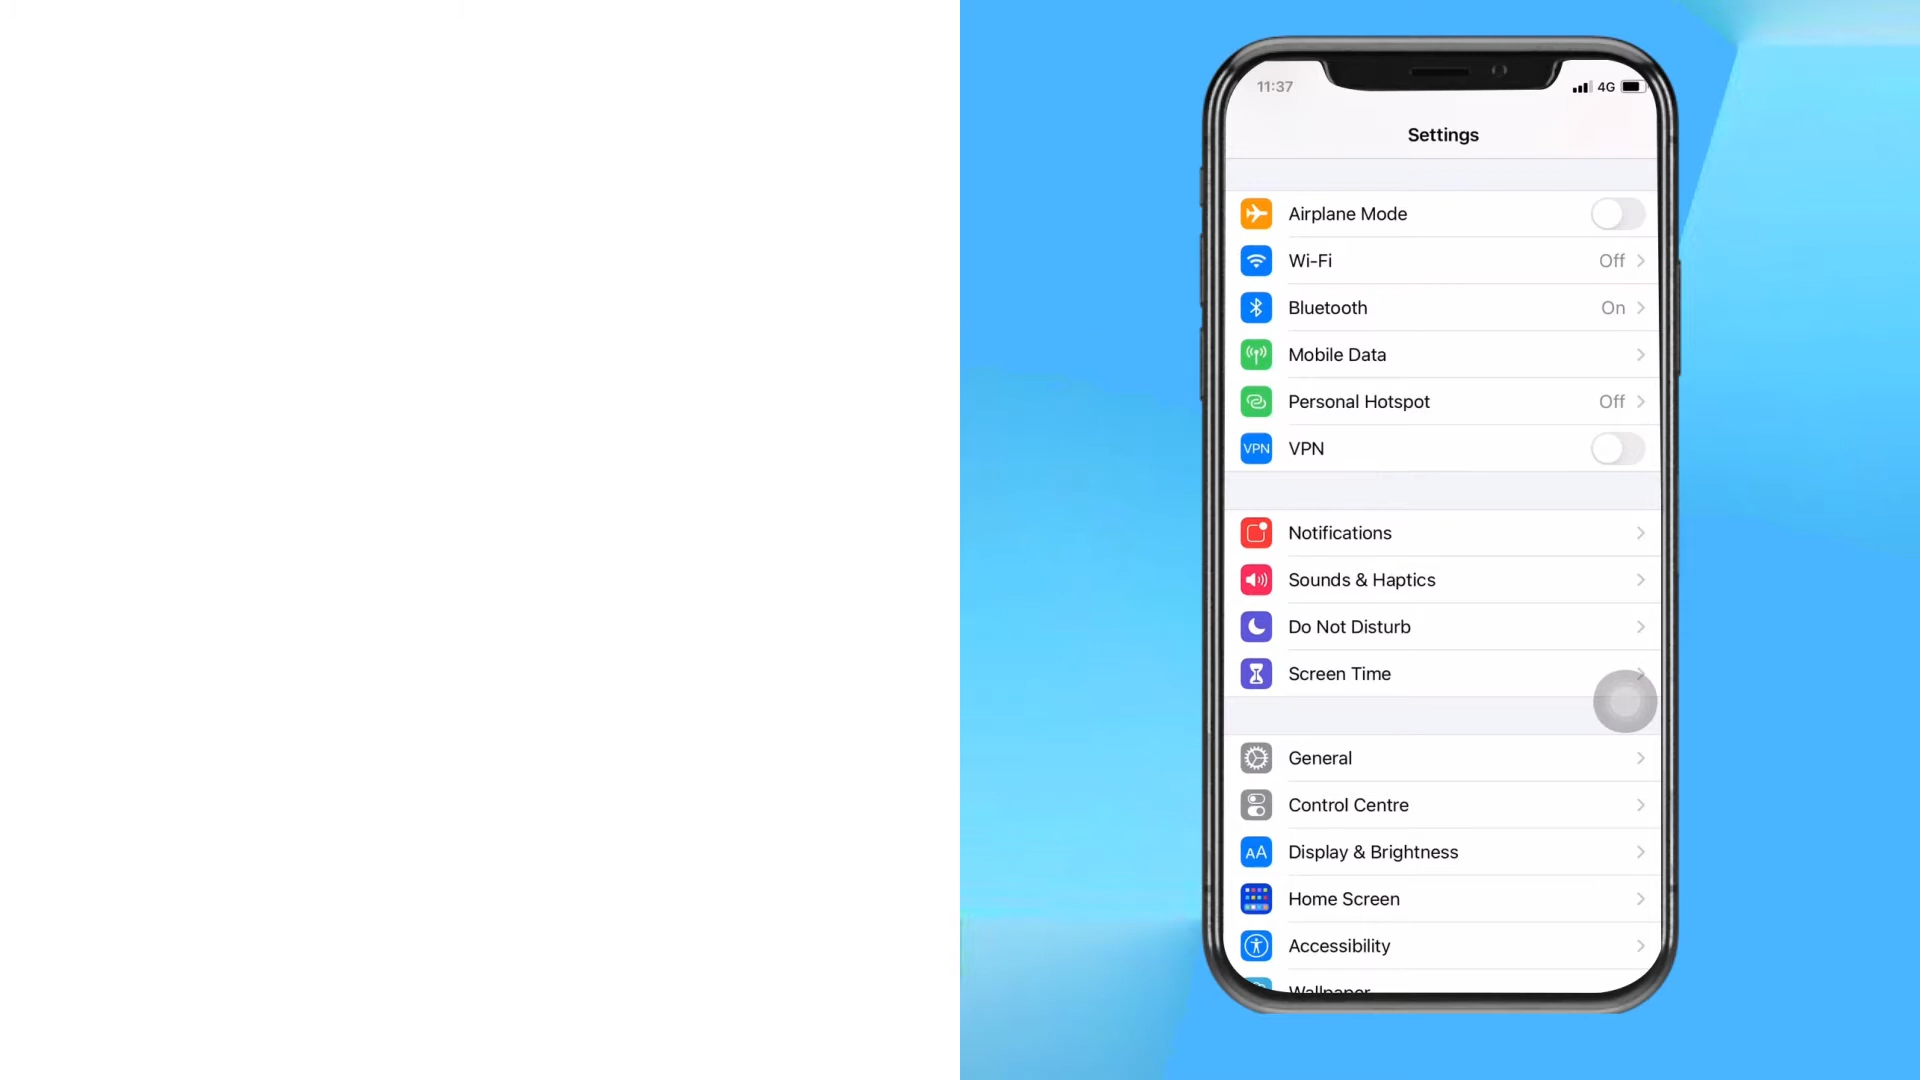 11:37
4G
Settings
Airplane Mode
Wi-Fi Off
Bluetooth On
Mobile Data
Personal Hotspot Off
VPN VPN
Notifications
Sounds & Haptics
Do Not Disturb
Screen Time
General
Control Centre
AA Display & Brightness
Home Screen
Accessibility
Wallpaper